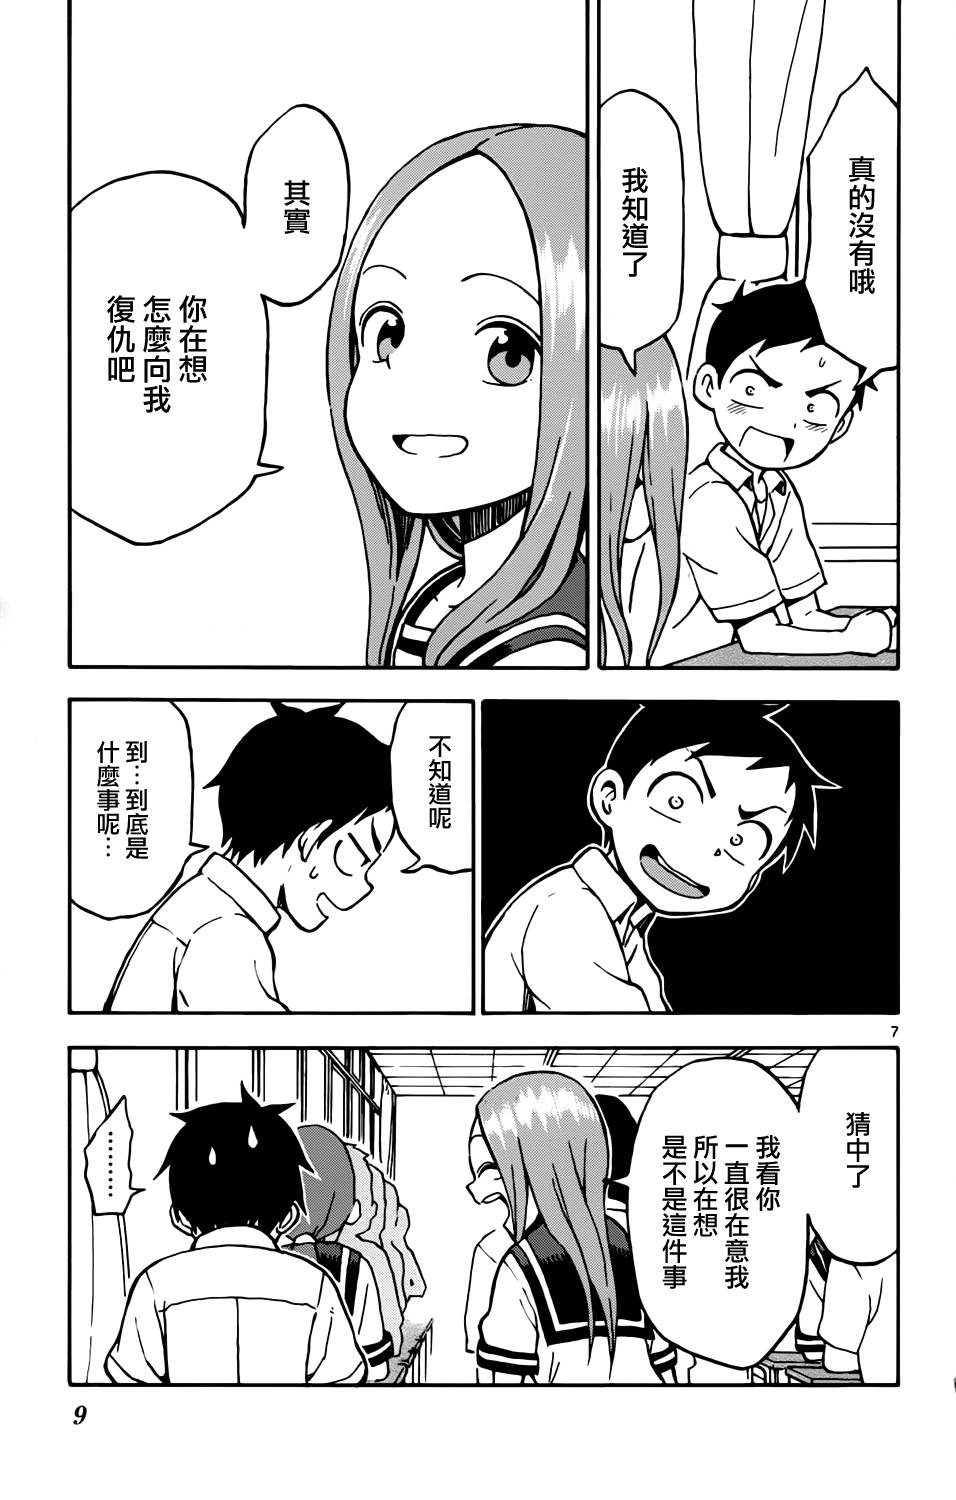 真的沒有哦
我知道了
其實
你在想
怎麼向我
復仇吧
不知道呢
到…到底是
什麼事呢…
7
猜中了
我看你
一直很在意我
所以在想
是不是這件事
………
9